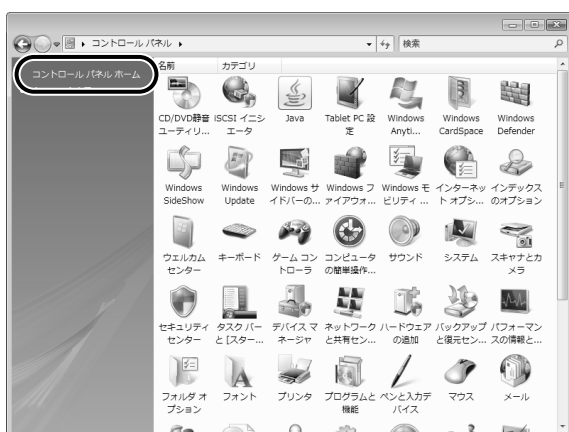 コントロール パネル
検索
コントロール パネル ホーム
名前 カテゴリ
CD/DVD静音 iSCSI イニシ Java Tablet PC 設 Windows Windows Windows
ユーティリ... エータ 定 Anyti... CardSpace Defender
Windows Windows Windows サ Windows フ Windows モ インターネッ インデックス
SideShow Update イドバーの... ァイアウォ... ビリティ ... ト オプシ... のオプション
ウェルカム キーボード ゲーム コン コンピュータ サウンド システム スキャナとカ
センター トローラ の簡単操作... メラ
セキュリティ タスク バー デバイス マ ネットワーク ハードウェア バックアップ パフォーマン
センター と [スター... ネージャ と共有セン... の追加 と復元セン... スの情報と...
フォルダ オ フォント プリンタ プログラムと ペンと入力デ マウス メール
プション 機能 バイス